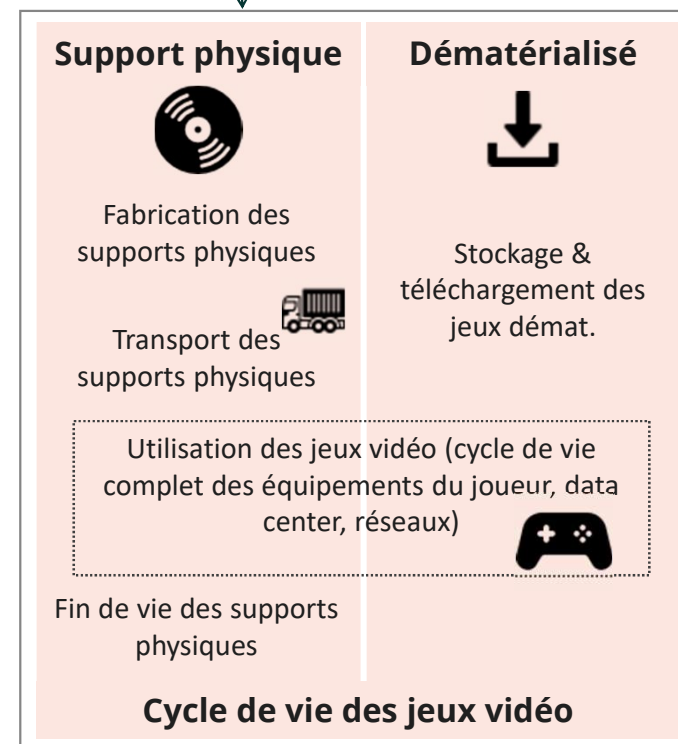 Support physique
Fabrication des
supports physiques
Transport des
supports physiques
Dématérialisé
Stockage &
téléchargement des
jeux démat.
Utilisation des jeux vidéo (cycle de vie
complet des équipements du joueur, data
center, réseaux)
Fin de vie des supports
physiques
Cycle de vie des jeux vidéo